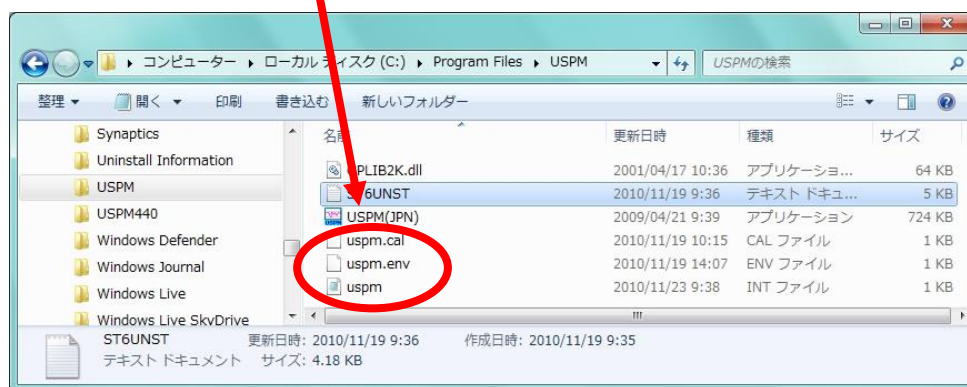 コンピューター ▸ ローカル ディスク (C:) ▸ Program Files ▸ USPM
USPMの検索
整理 ▼ 開く ▼ 印刷 書き込む 新しいフォルダー
Synaptics
Uninstall Information
USPM
USPM440
Windows Defender
Windows Journal
Windows Live
Windows Live SkyDrive
更新日時 種類 サイズ
2001/04/17 10:36 アプリケーショ... 64 KB
ST6UNST 2010/11/19 9:36 テキスト ドキュ... 5 KB
USPM(JPN) 2009/04/21 9:39 アプリケーション 724 KB
uspm.cal 2010/11/19 10:15 CAL ファイル 1 KB
uspm.env 2010/11/19 14:07 ENV ファイル 1 KB
uspm 2010/11/23 9:38 INT ファイル 1 KB
ST6UNST 更新日時: 2010/11/19 9:36 作成日時: 2010/11/19 9:35
テキスト ドキュメント サイズ: 4.18 KB